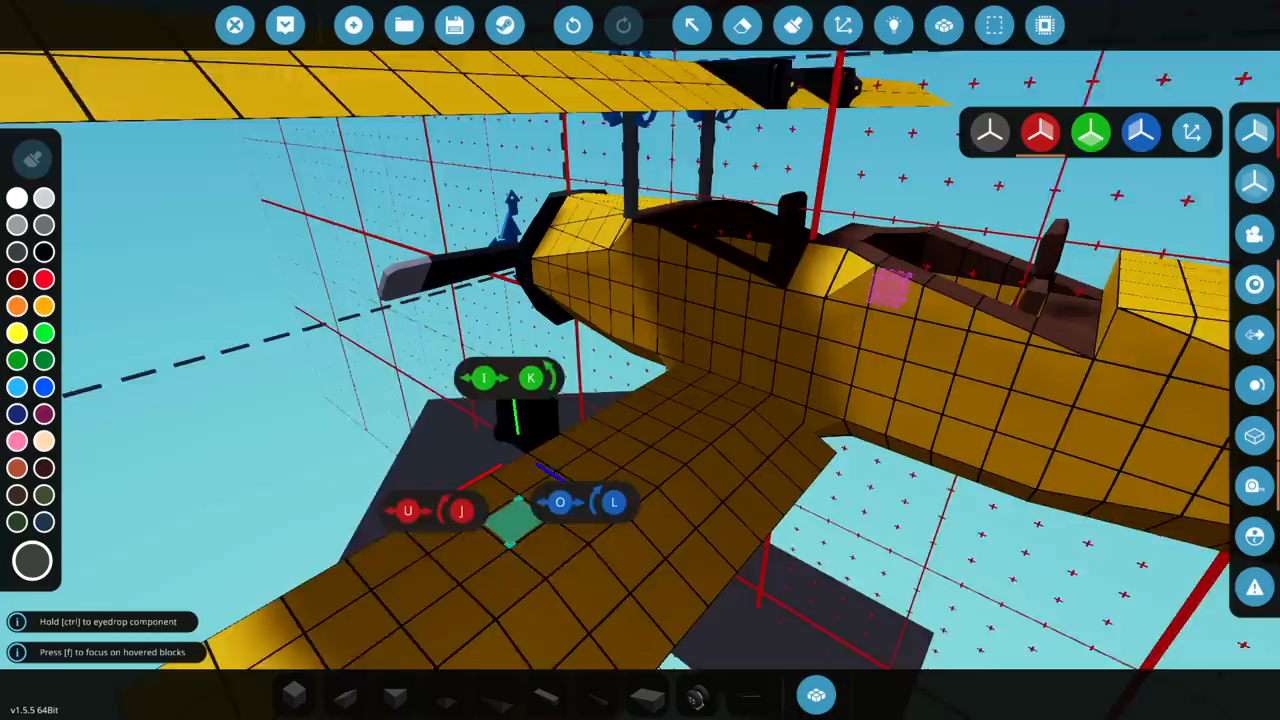 I K
U J
O L
Hold [ctrl] to eyedrop component
Press [f] to focus on hovered blocks
v1.5.5 64Bit